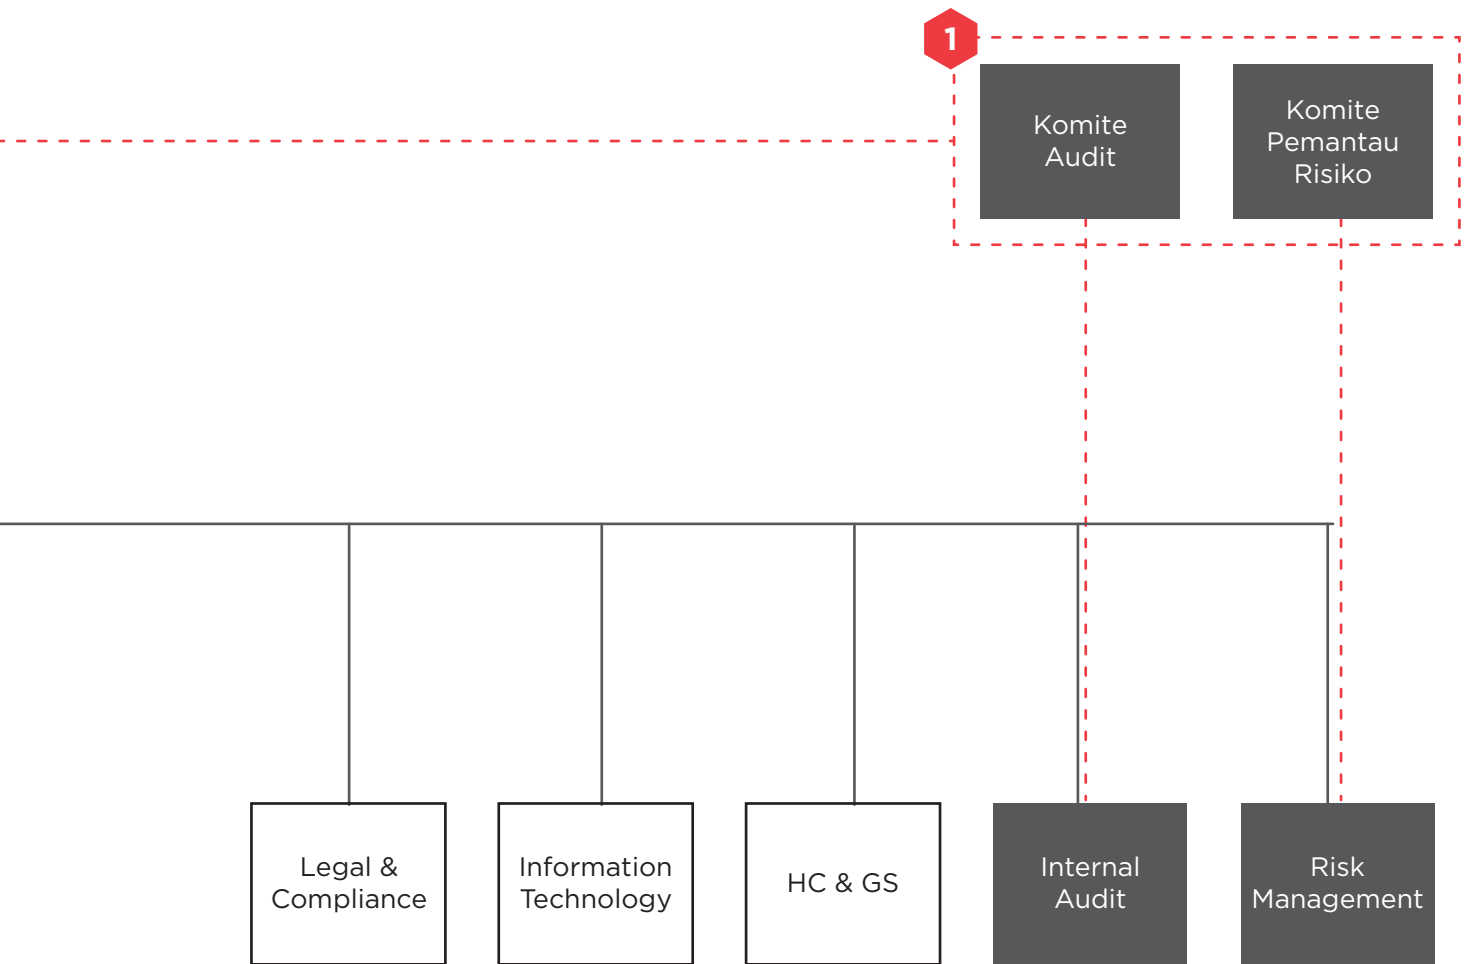 1
Komite
Audit
Komite
Pemantau
Risiko
Legal &
Compliance
Information
Technology
HC & GS
Internal
Audit
Risk
Management